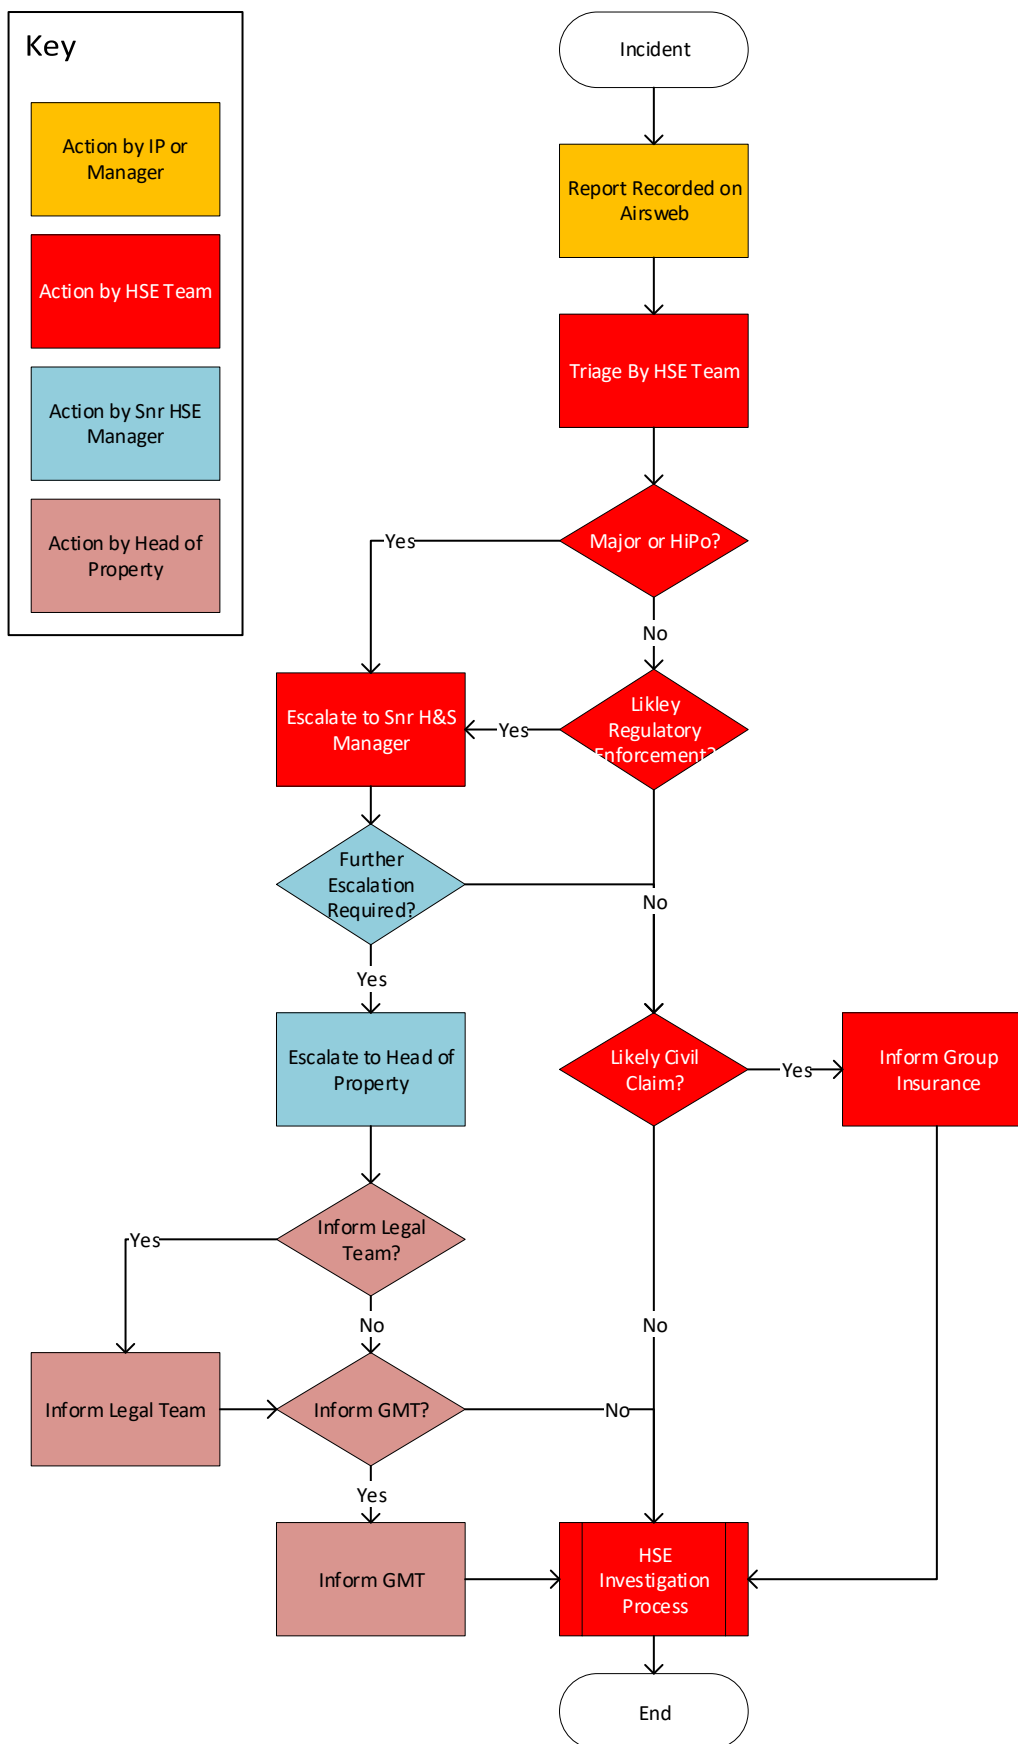 Key
Action by IP or
Manager
Action by HSE Team
Action by Snr HSE
Manager
Action by Head of
Property
Incident
Report Recorded on
Airsweb
Triage By HSE Team
Major or HiPo?
Yes
No
Escalate to Snr H&S
Manager
Yes
Likley
Regulatory
Enforcement?
Further
Escalation
Required?
No
Yes
Escalate to Head of
Property
Likely Civil
Claim?
Yes
Inform Group
Insurance
Inform Legal
Team?
Yes
No
No
Inform Legal Team
Inform GMT?
No
Yes
Inform GMT
HSE
Investigation
Process
End